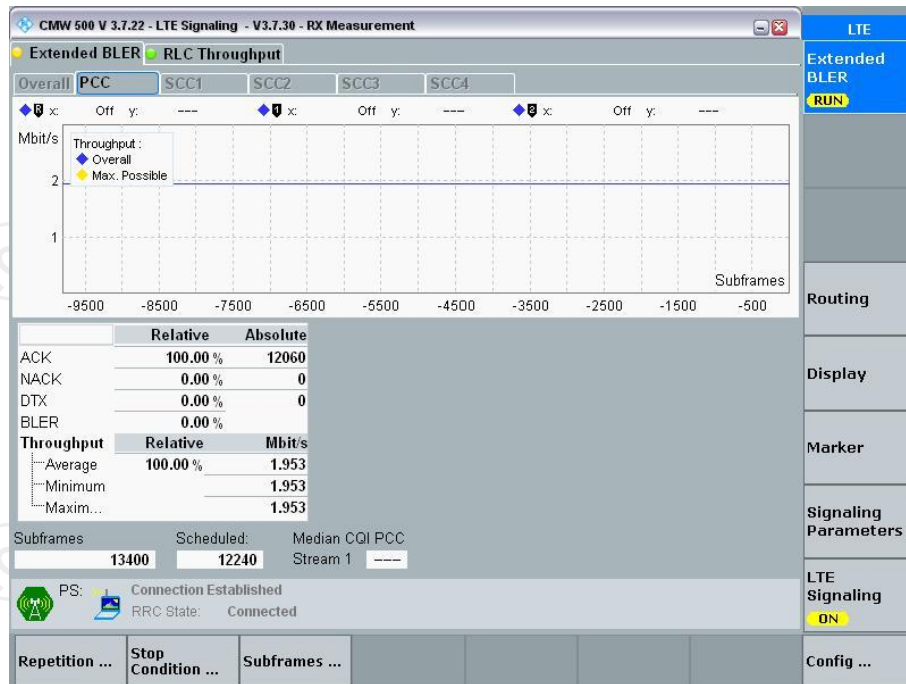 CMW 500 V 3.7.22 - LTE Signaling - V3.7.30 - RX Measurement
LTE
Extended BLER RLC Throughput
Extended BLER
RUN
Overall PCC SCC1 SCC2 SCC3 SCC4
x: Off y: --- x: Off y: --- x: Off y: ---
Mbit/s
Throughput :
Overall
Max. Possible
2
1
Subframes
-9500 -8500 -7500 -6500 -5500 -4500 -3500 -2500 -1500 -500
Routing
Relative Absolute
ACK 100.00 % 12060
NACK 0.00 % 0
DTX 0.00 % 0
BLER 0.00 %
Throughput Relative Mbit/s
Average 100.00 % 1.953
Minimum 1.953
Maxim... 1.953
Display
Marker
Signaling Parameters
Subframes Scheduled: Median CQI PCC
13400 12240 Stream 1 ---
PS: Connection Established
RRC State: Connected
LTE Signaling
ON
Repetition ... Stop Condition ... Subframes ... Config ...